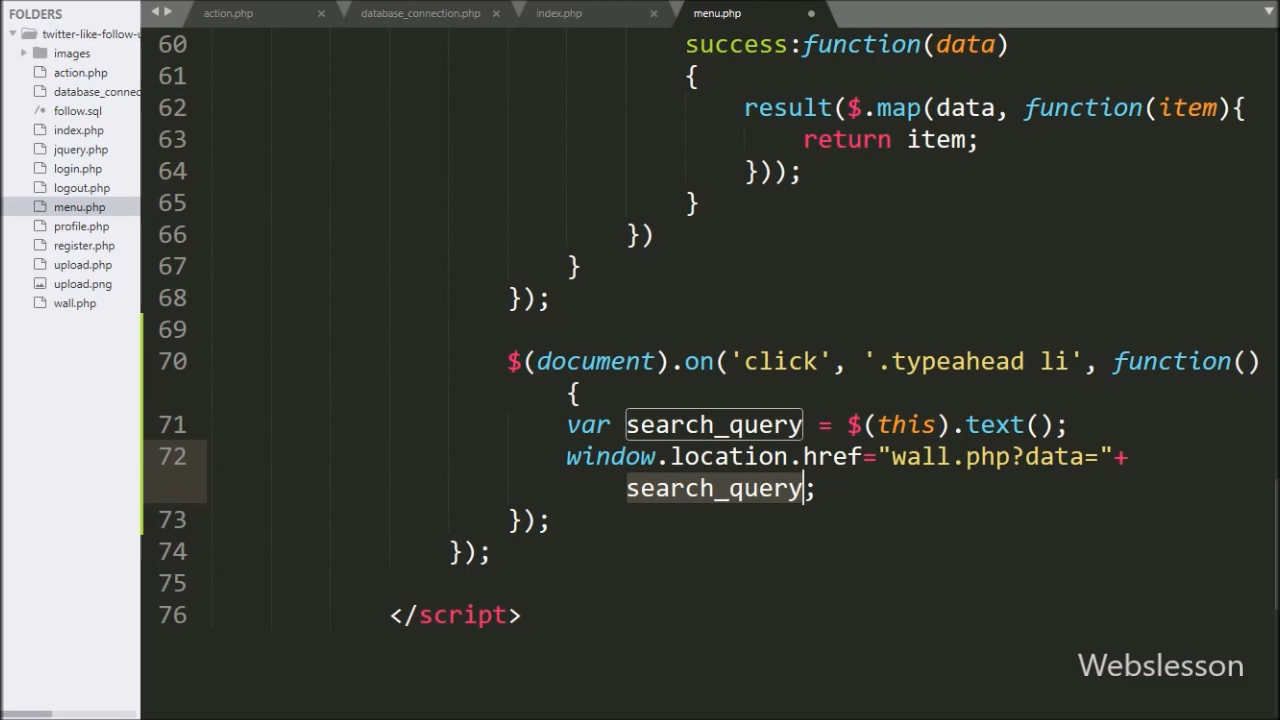 FOLDERS
twitter-like-follow-u
images
action.php
database_connec
follow.sql
index.php
jquery.php
login.php
logout.php
menu.php
profile.php
register.php
upload.php
upload.png
wall.php
action.php × database_connection.php × index.php × menu.php
60 success:function(data)
61 {
62 result($.map(data, function(item){
63 return item;
64 }));
65 }
66 })
67 }
68 });
69
70 $(document).on('click', '.typeahead li', function()
{
71 var search_query = $(this).text();
72 window.location.href="wall.php?data="+
search_query;
73 });
74 });
75
76 </script>
Webslesson